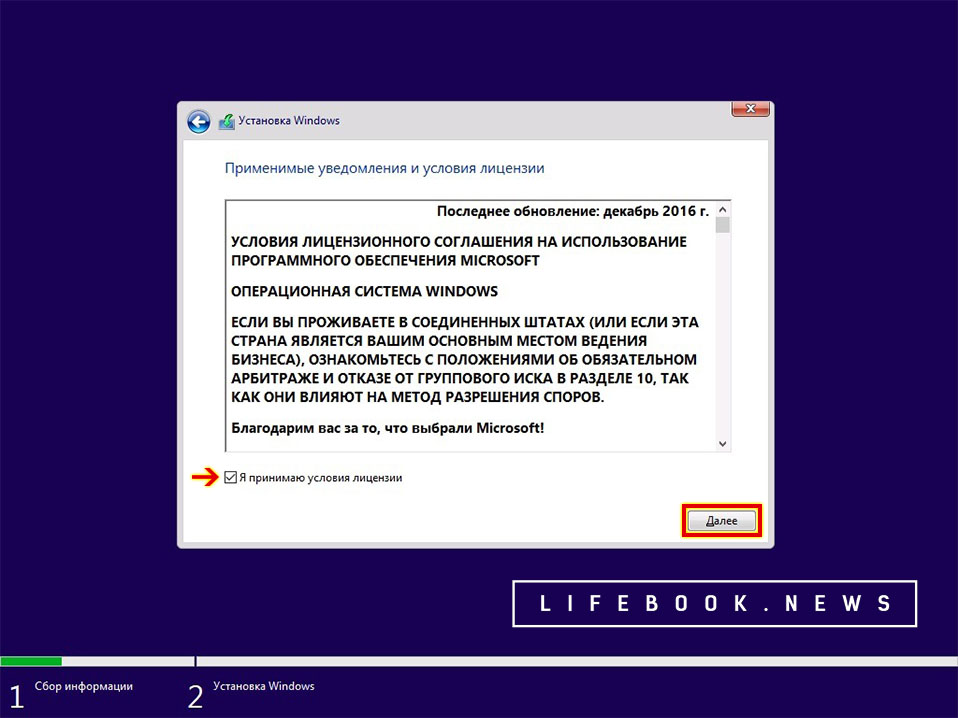 Установка Windows
Применимые уведомления и условия лицензии
Последнее обновление: декабрь 2016 г.
УСЛОВИЯ ЛИЦЕНЗИОННОГО СОГЛАШЕНИЯ НА ИСПОЛЬЗОВАНИЕ
ПРОГРАММНОГО ОБЕСПЕЧЕНИЯ MICROSOFT
ОПЕРАЦИОННАЯ СИСТЕМА WINDOWS
ЕСЛИ ВЫ ПРОЖИВАЕТЕ В СОЕДИНЕННЫХ ШТАТАХ (ИЛИ ЕСЛИ ЭТА
СТРАНА ЯВЛЯЕТСЯ ВАШИМ ОСНОВНЫМ МЕСТОМ ВЕДЕНИЯ
БИЗНЕСА), ОЗНАКОМЬТЕСЬ С ПОЛОЖЕНИЯМИ ОБ ОБЯЗАТЕЛЬНОМ
АРБИТРАЖЕ И ОТКАЗЕ ОТ ГРУППОВОГО ИСКА В РАЗДЕЛЕ 10, ТАК
КАК ОНИ ВЛИЯЮТ НА МЕТОД РАЗРЕШЕНИЯ СПОРОВ.
Благодарим вас за то, что выбрали Microsoft!
Я принимаю условия лицензии
Далее
LIFEBOOK.NEWS
1 Сбор информации
2 Установка Windows